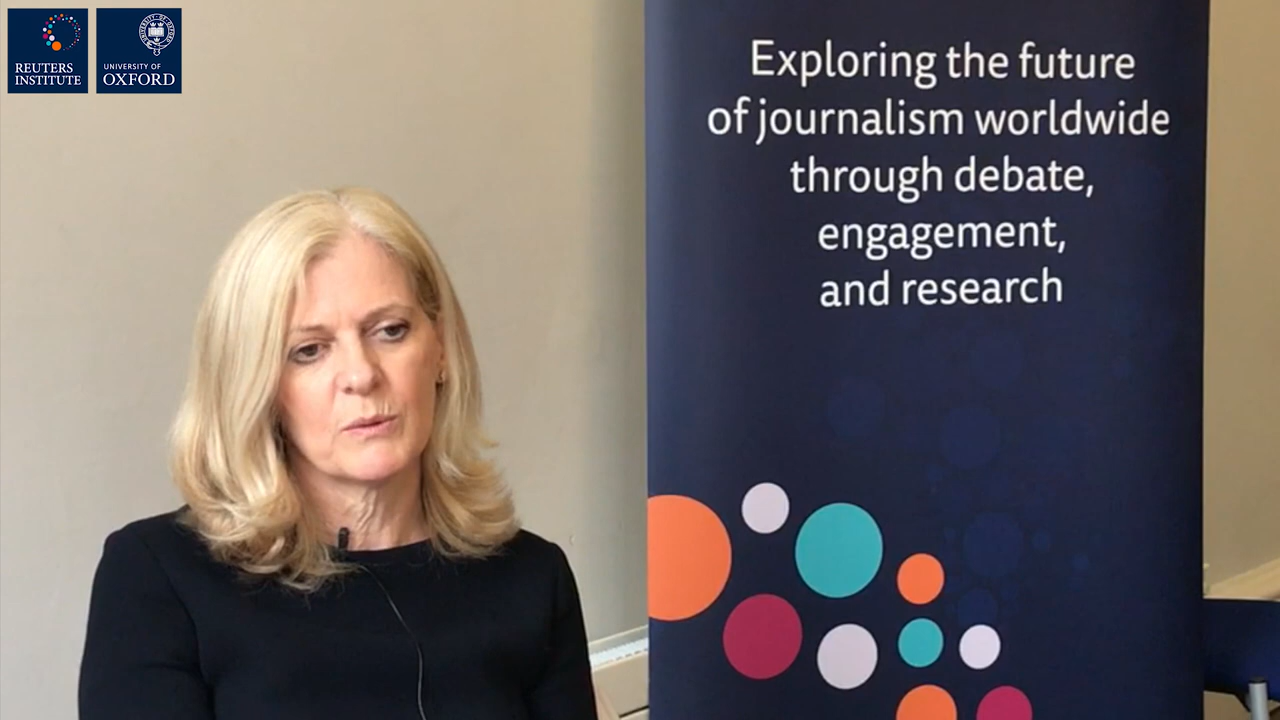 REUTERS
INSTITUTE
UNIVERSITY OF
OXFORD
Exploring the future
of journalism worldwide
through debate,
engagement,
and research